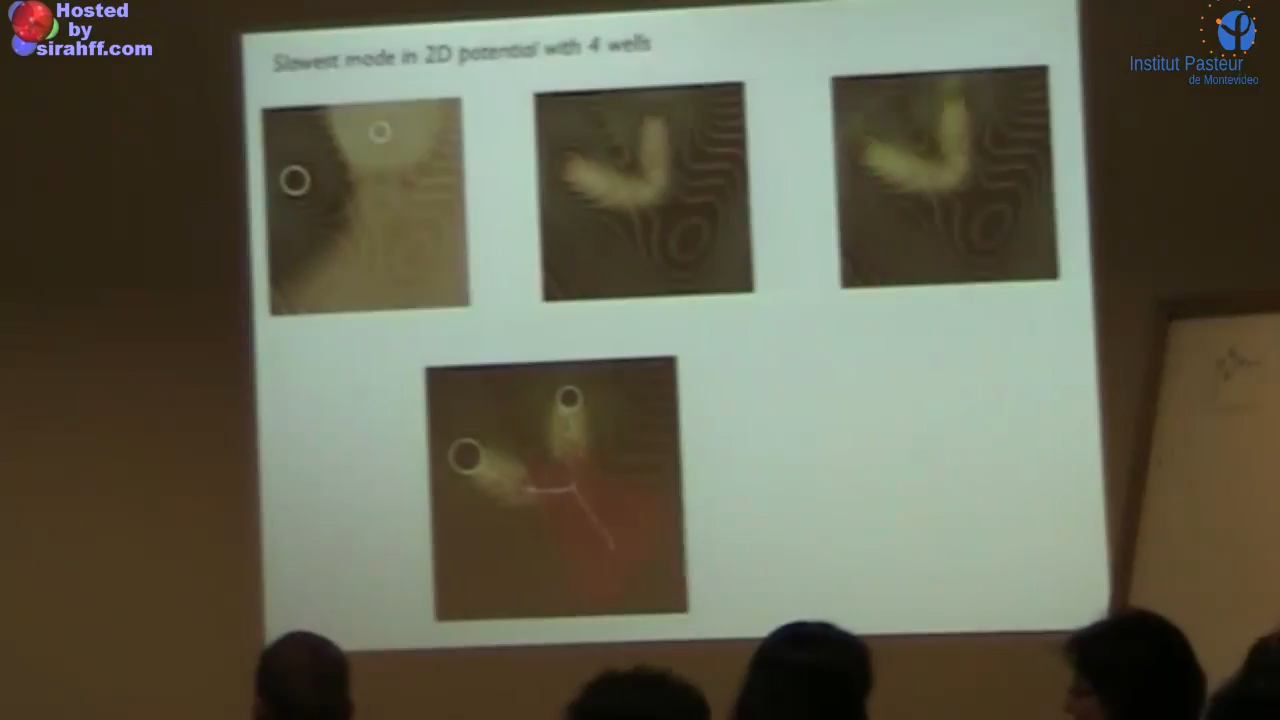 Hosted
by
sirahff.com
Institut Pasteur
de Montevideo
Slowest mode in 2D potential with 4 wells